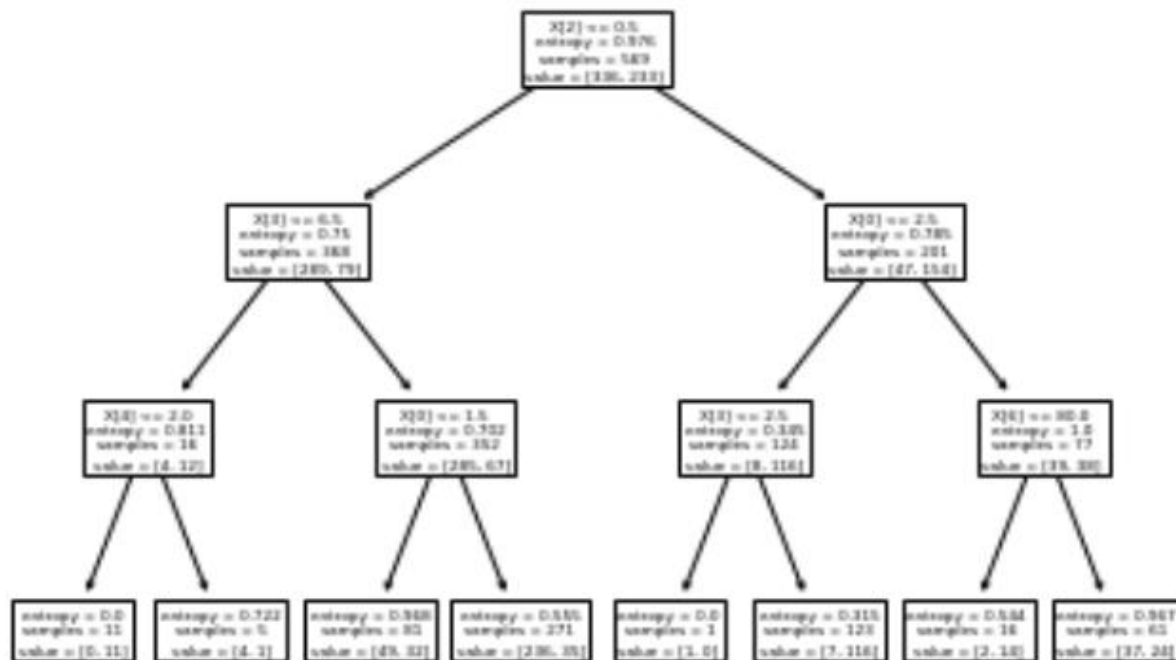 X[2] <= 0.5
entropy = 0.976
samples = 569
value = [336, 233]
X[3] <= 6.5
entropy = 0.75
samples = 368
value = [289, 79]
X[0] <= 2.5
entropy = 0.785
samples = 201
value = [47, 154]
X[4] <= 2.0
entropy = 0.811
samples = 16
value = [4, 12]
X[0] <= 1.5
entropy = 0.702
samples = 352
value = [285, 67]
X[3] <= 2.5
entropy = 0.345
samples = 124
value = [8, 116]
X[6] <= 80.0
entropy = 1.0
samples = 77
value = [39, 38]
entropy = 0.0
samples = 11
value = [0, 11]
entropy = 0.722
samples = 5
value = [4, 1]
entropy = 0.968
samples = 81
value = [49, 32]
entropy = 0.555
samples = 271
value = [236, 35]
entropy = 0.0
samples = 1
value = [1, 0]
entropy = 0.315
samples = 123
value = [7, 116]
entropy = 0.544
samples = 16
value = [2, 14]
entropy = 0.967
samples = 61
value = [37, 24]